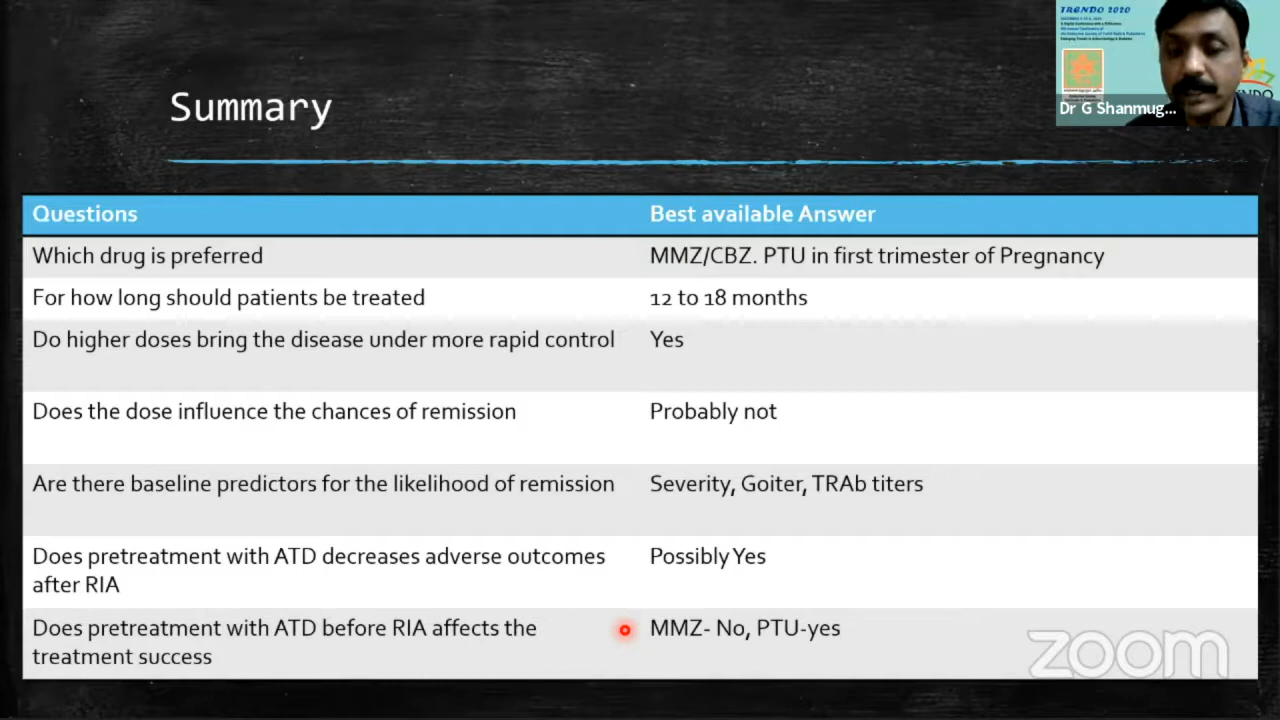 TRENDO 2020
Dr G Shanmug...
Summary
Questions
Best available Answer
Which drug is preferred
MMZ/CBZ. PTU in first trimester of Pregnancy
For how long should patients be treated
12 to 18 months
Do higher doses bring the disease under more rapid control
Yes
Does the dose influence the chances of remission
Probably not
Are there baseline predictors for the likelihood of remission
Severity, Goiter, TRAb titers
Does pretreatment with ATD decreases adverse outcomes
after RIA
Possibly Yes
Does pretreatment with ATD before RIA affects the
treatment success
MMZ- No, PTU-yes
zoom